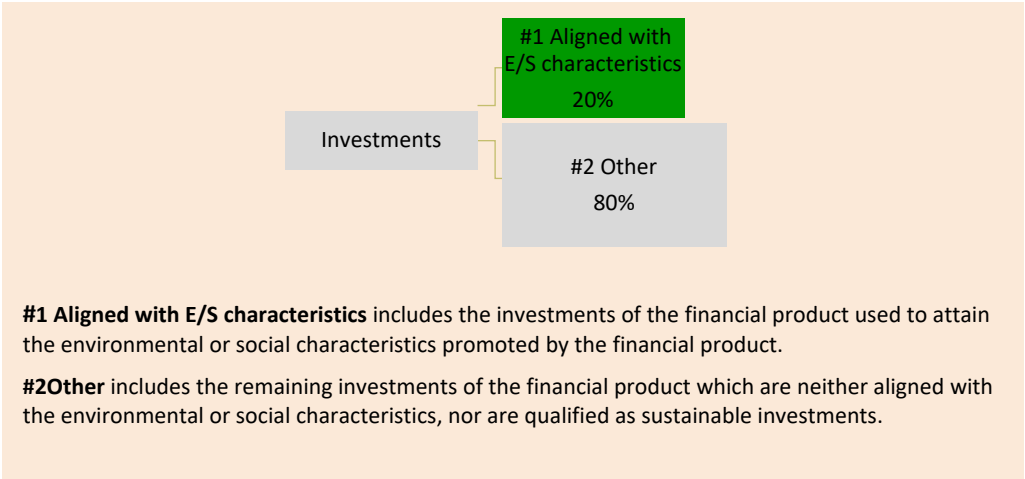 #1 Aligned with
E/S characteristics
20%
Investments
#2 Other
80%
#1 Aligned with E/S characteristics includes the investments of the financial product used to attain
the environmental or social characteristics promoted by the financial product.
#2Other includes the remaining investments of the financial product which are neither aligned with
the environmental or social characteristics, nor are qualified as sustainable investments.